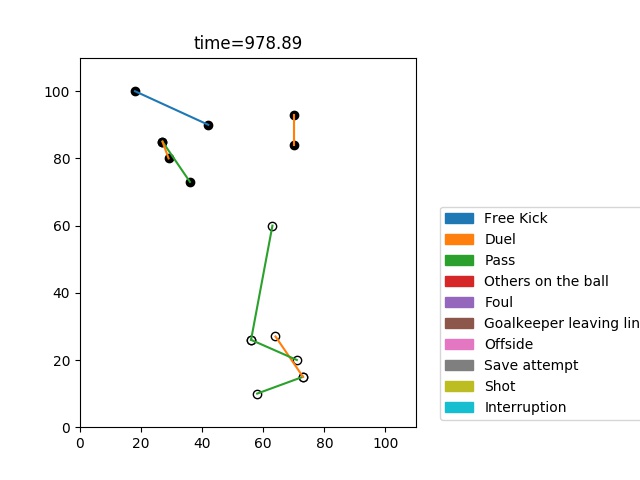 time=978.89
100
80
60
40
20
0
0 20 40 60 80 100
Free Kick
Duel
Pass
Others on the ball
Foul
Goalkeeper leaving lin
Offside
Save attempt
Shot
Interruption